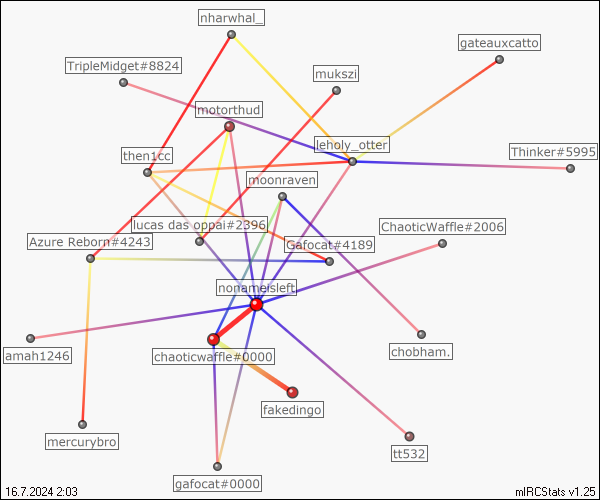 nharwhal_
gateauxcatto
TripleMidget#8824
mukszi
motorthud
leholy_otter
then1cc
Thinker#5995
moonraven
lucas das oppai#2396
ChaoticWaffle#2006
Azure Reborn#4243
Gafocat#4189
nonameisleft
amah1246
chaoticwaffle#0000
chobham.
fakedingo
mercurybro
tt532
gafocat#0000
16.7.2024 2:03
mIRCStats v1.25